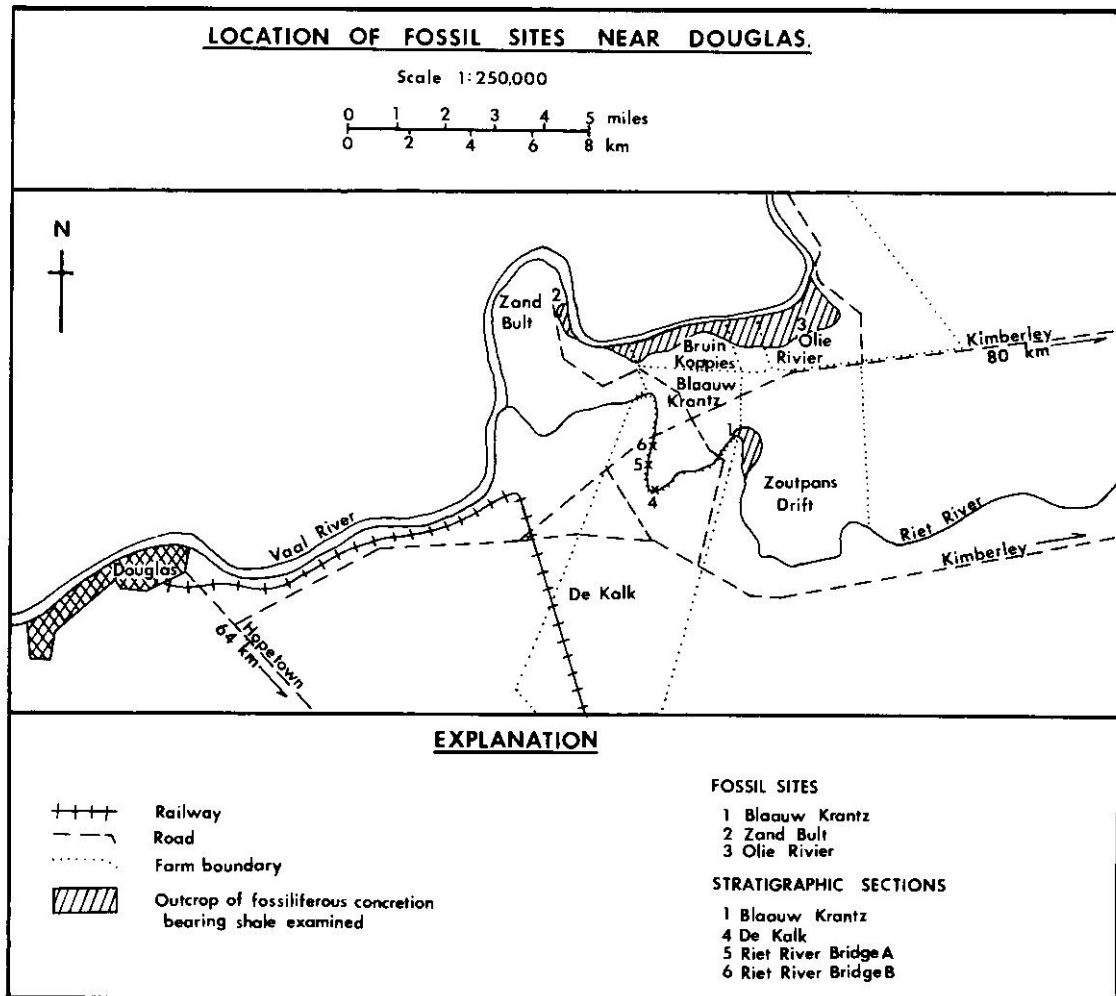 LOCATION OF FOSSIL SITES NEAR DOUGLAS.
Scale 1:250,000
0 1 2 3 4 5 miles
0 2 4 6 8 km
N
Zand
Bult
2
3
Olie
Rivier
Bruin
Koppies
Blaauw
Krantz
Kimberley
80 km
1
6
5
4
Zoutpans
Drift
Riet River
Kimberley
Vaal River
Douglas
De Kalk
Hopetown
64 km
EXPLANATION
Railway
Road
Farm boundary
Outcrop of fossiliferous concretion
bearing shale examined
FOSSIL SITES
1 Blaauw Krantz
2 Zand Bult
3 Olie Rivier
STRATIGRAPHIC SECTIONS
1 Blaauw Krantz
4 De Kalk
5 Riet River Bridge A
6 Riet River Bridge B